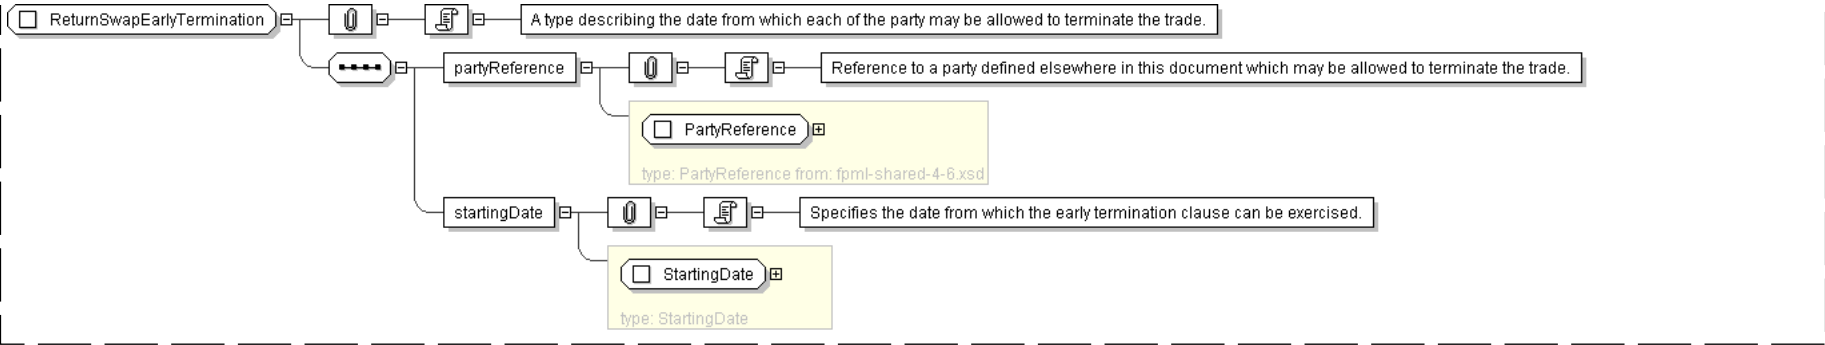 ReturnSwapEarlyTermination
A type describing the date from which each of the party may be allowed to terminate the trade.
partyReference
Reference to a party defined elsewhere in this document which may be allowed to terminate the trade.
PartyReference
type: PartyReference from: fpml-shared-4-6.xsd
startingDate
Specifies the date from which the early termination clause can be exercised.
StartingDate
type: StartingDate